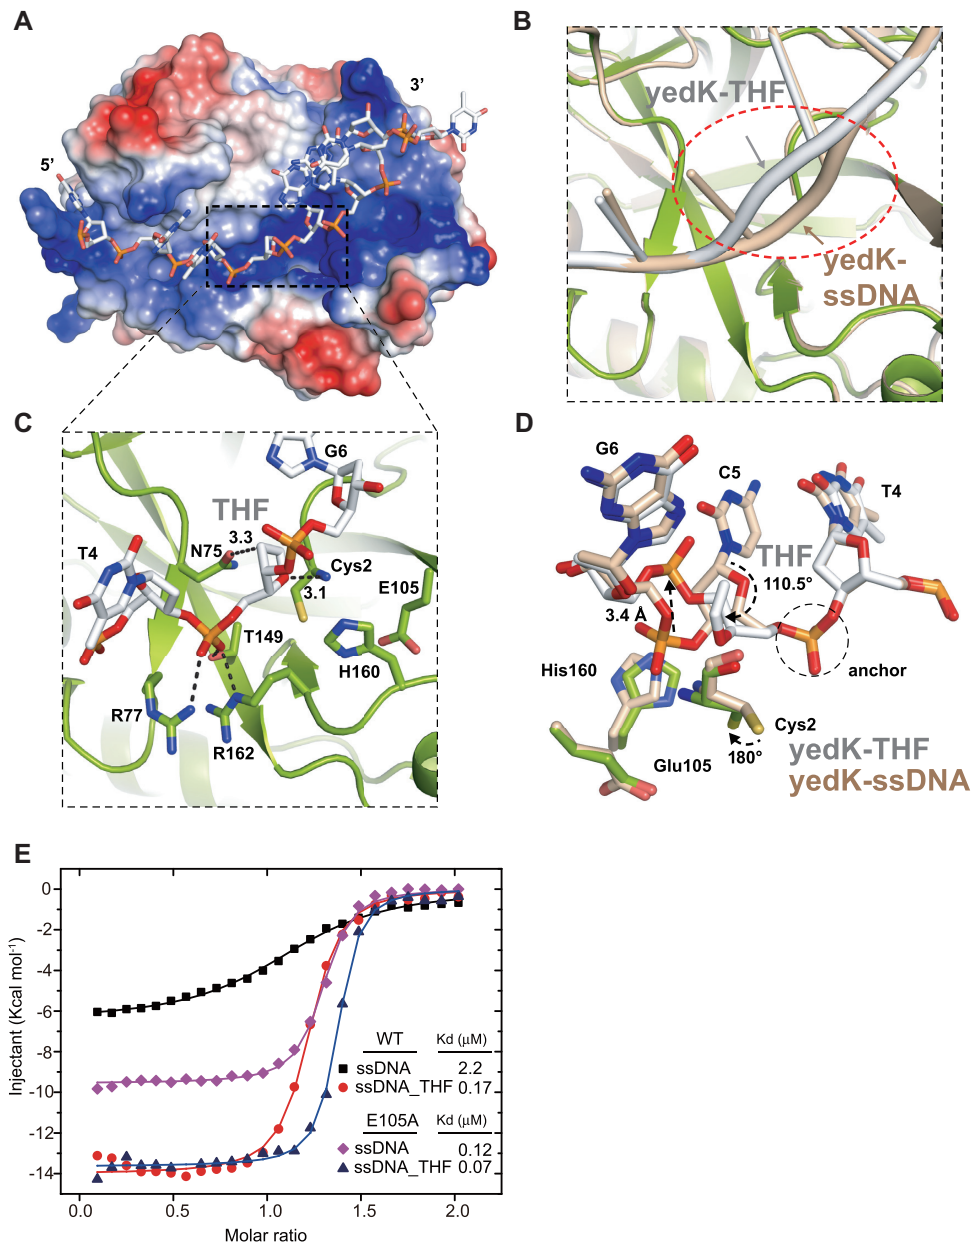 A
5’
3’
B
yedK-THF
yedK-
ssDNA
C
G6
THF
3.3
N75
T4
Cys2
3.1
E105
T149
H160
R77
R162
D
G6
C5
T4
THF
110.5°
3.4 Å
His160
anchor
Cys2
180°
Glu105
yedK-THF
yedK-ssDNA
E
Injectant (Kcal mol-1)
0
-2
-4
-6
-8
-10
-12
-14
WT Kd (μM)
ssDNA 2.2
ssDNA_THF 0.17
E105A Kd (μM)
ssDNA 0.12
ssDNA_THF 0.07
0.0 0.5 1.0 1.5 2.0
Molar ratio